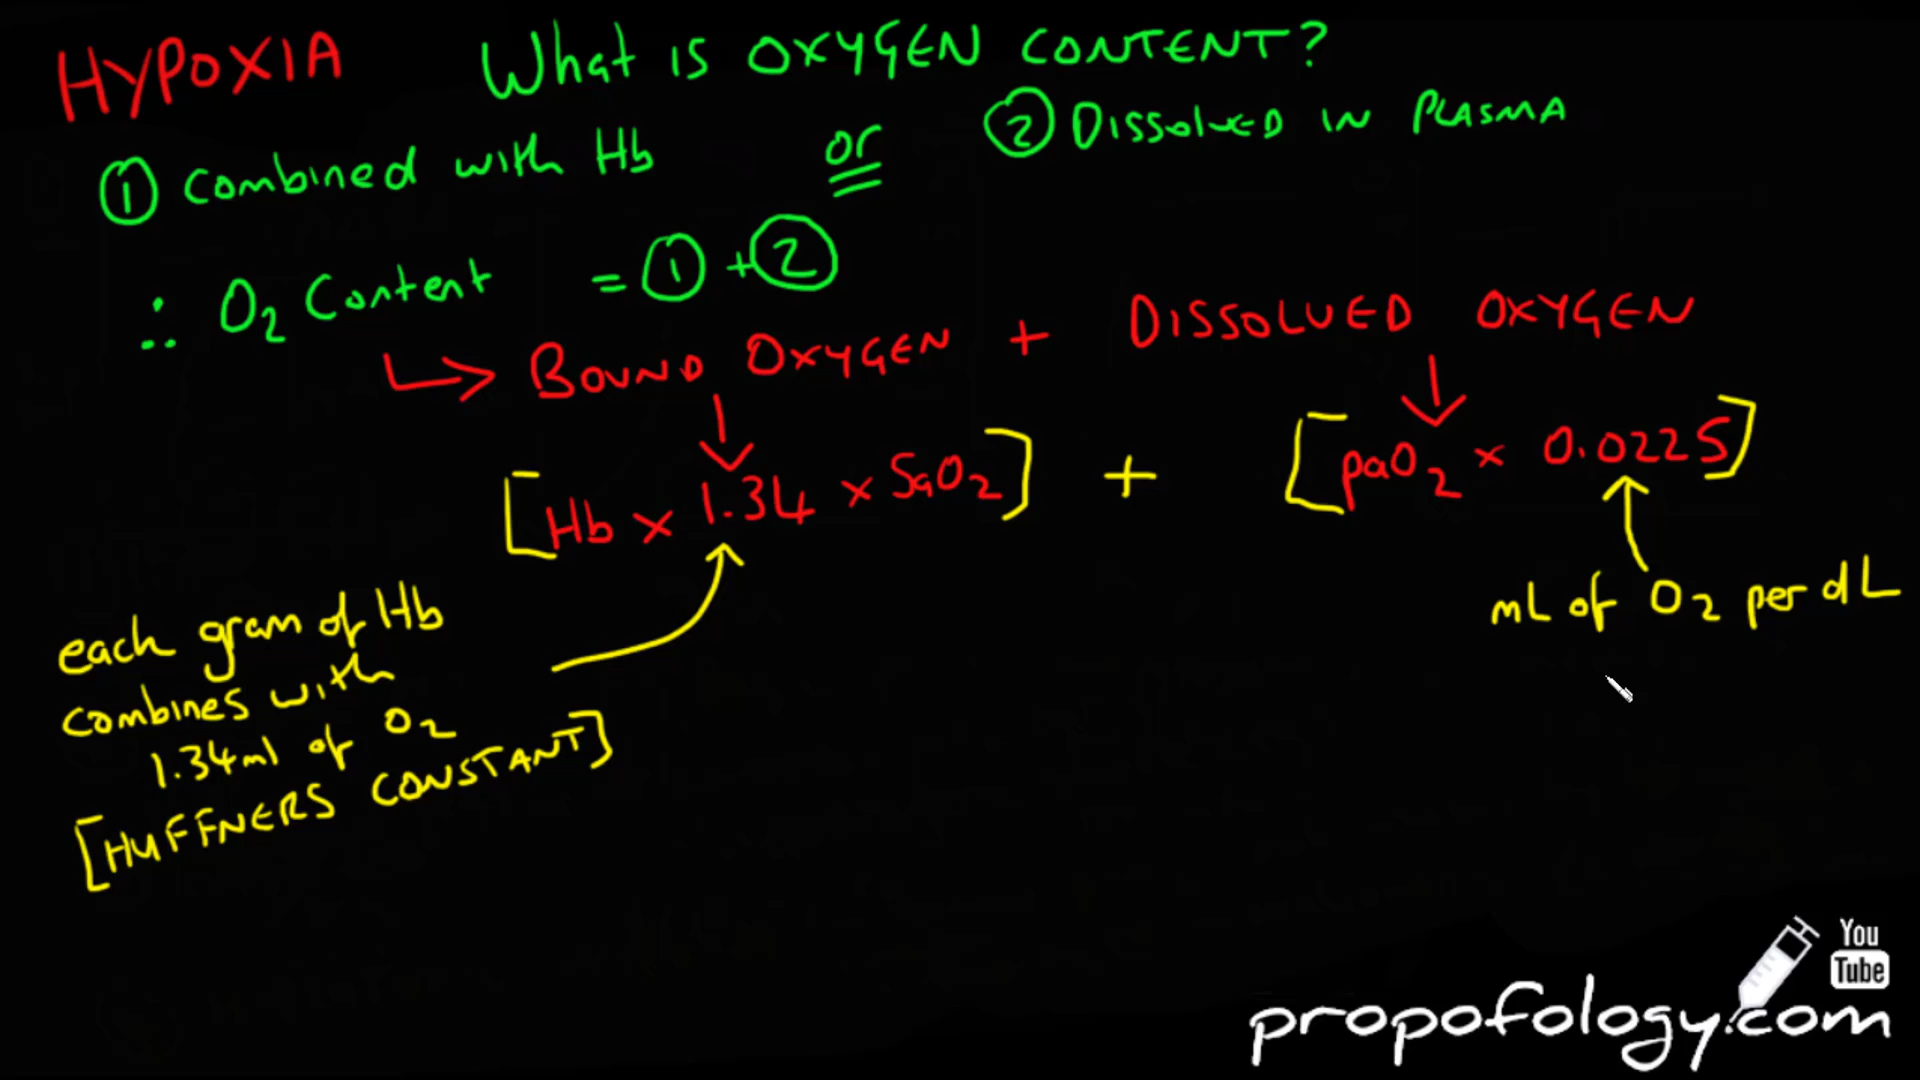 HYPOXIA What is OXYGEN CONTENT?
① Combined with Hb or ② Dissolved in Plasma
∴ O₂ Content = ① + ②
↳ BOUND OXYGEN + DISSOLVED OXYGEN
[Hb x 1.34 x SaO₂] + [paO₂ x 0.0225]
mL of O₂ per dL
each gram of Hb
combines with
1.34ml of O₂
[HUFFNERS CONSTANT]
You
Tube
propofology.com